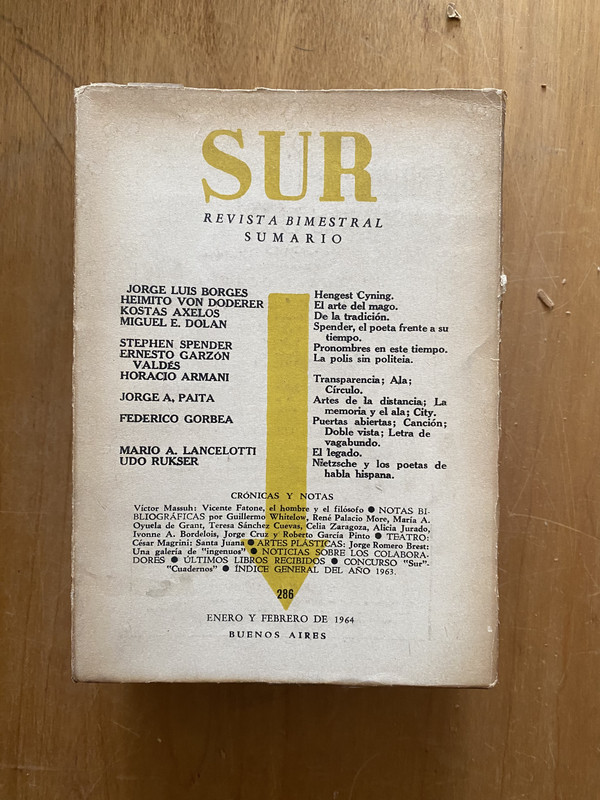 SUR
REVISTA BIMESTRAL
SUMARIO
JORGE LUIS BORGES Hengest Cyning.
HEIMITO VON DODERER El arte del mago.
KOSTAS AXELOS De la tradición.
MIGUEL E. DOLAN Spender, el poeta frente a su
tiempo.
STEPHEN SPENDER Pronombres en este tiempo.
ERNESTO GARZÓN La polis sin politeia.
VALDÉS
HORACIO ARMANI Transparencia; Ala;
Círculo.
JORGE A, PAITA Artes de la distancia; La
memoria y el ala; City.
FEDERICO GORBEA Puertas abiertas; Canción;
Doble vista; Letra de
vagabundo.
MARIO A. LANCELOTTI El legado.
UDO RUKSER Nietzsche y los poetas de
habla hispana.
CRÓNICAS Y NOTAS
Víctor Massuh: Vicente Fatone, el hombre y el filósofo ● NOTAS BI-
BLIOGRÁFICAS por Guillermo Whitelow, René Palacio More, María A.
Oyuela de Grant, Teresa Sánchez Cuevas, Celia Zaragoza, Alicia Jurado,
Ivonne A. Bordelois, Jorge Cruz y Roberto García Pinto ● TEATRO:
César Magrini: Santa Juana ● ARTES PLÁSTICAS: Jorge Romero Brest:
Una galería de "ingenuos" ● NOTICIAS SOBRE LOS COLABORA-
DORES ● ÚLTIMOS LIBROS RECIBIDOS ● CONCURSO "Sur"-
"Cuadernos" ● ÍNDICE GENERAL DEL AÑO 1963.
286
ENERO Y FEBRERO DE 1964
BUENOS AIRES